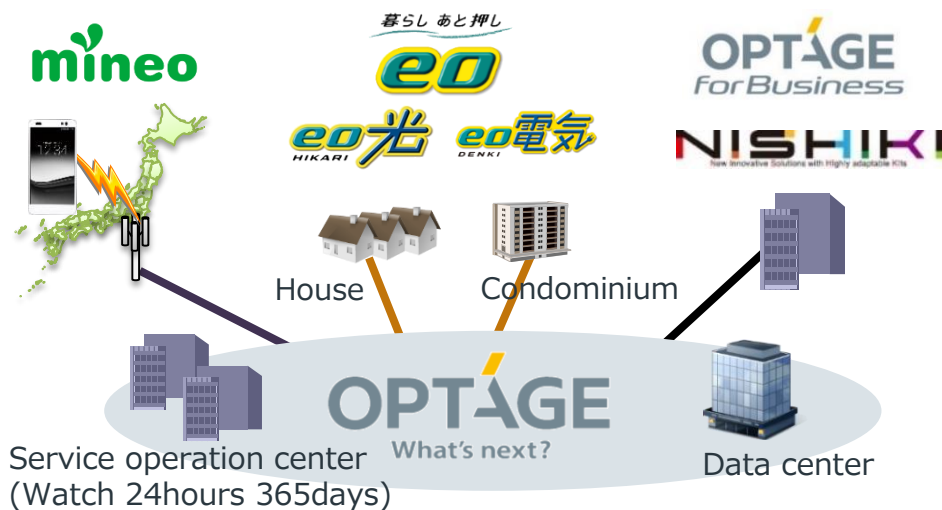 mineo
暮らし あと押し
eo
eo光
HIKARI
eo電気
DENKI
OPTAGE
for Business
NISHIKI
New Innovative Solutions with Highly adaptable Kits
House
Condominium
OPTAGE
What's next?
Service operation center
(Watch 24hours 365days)
Data center